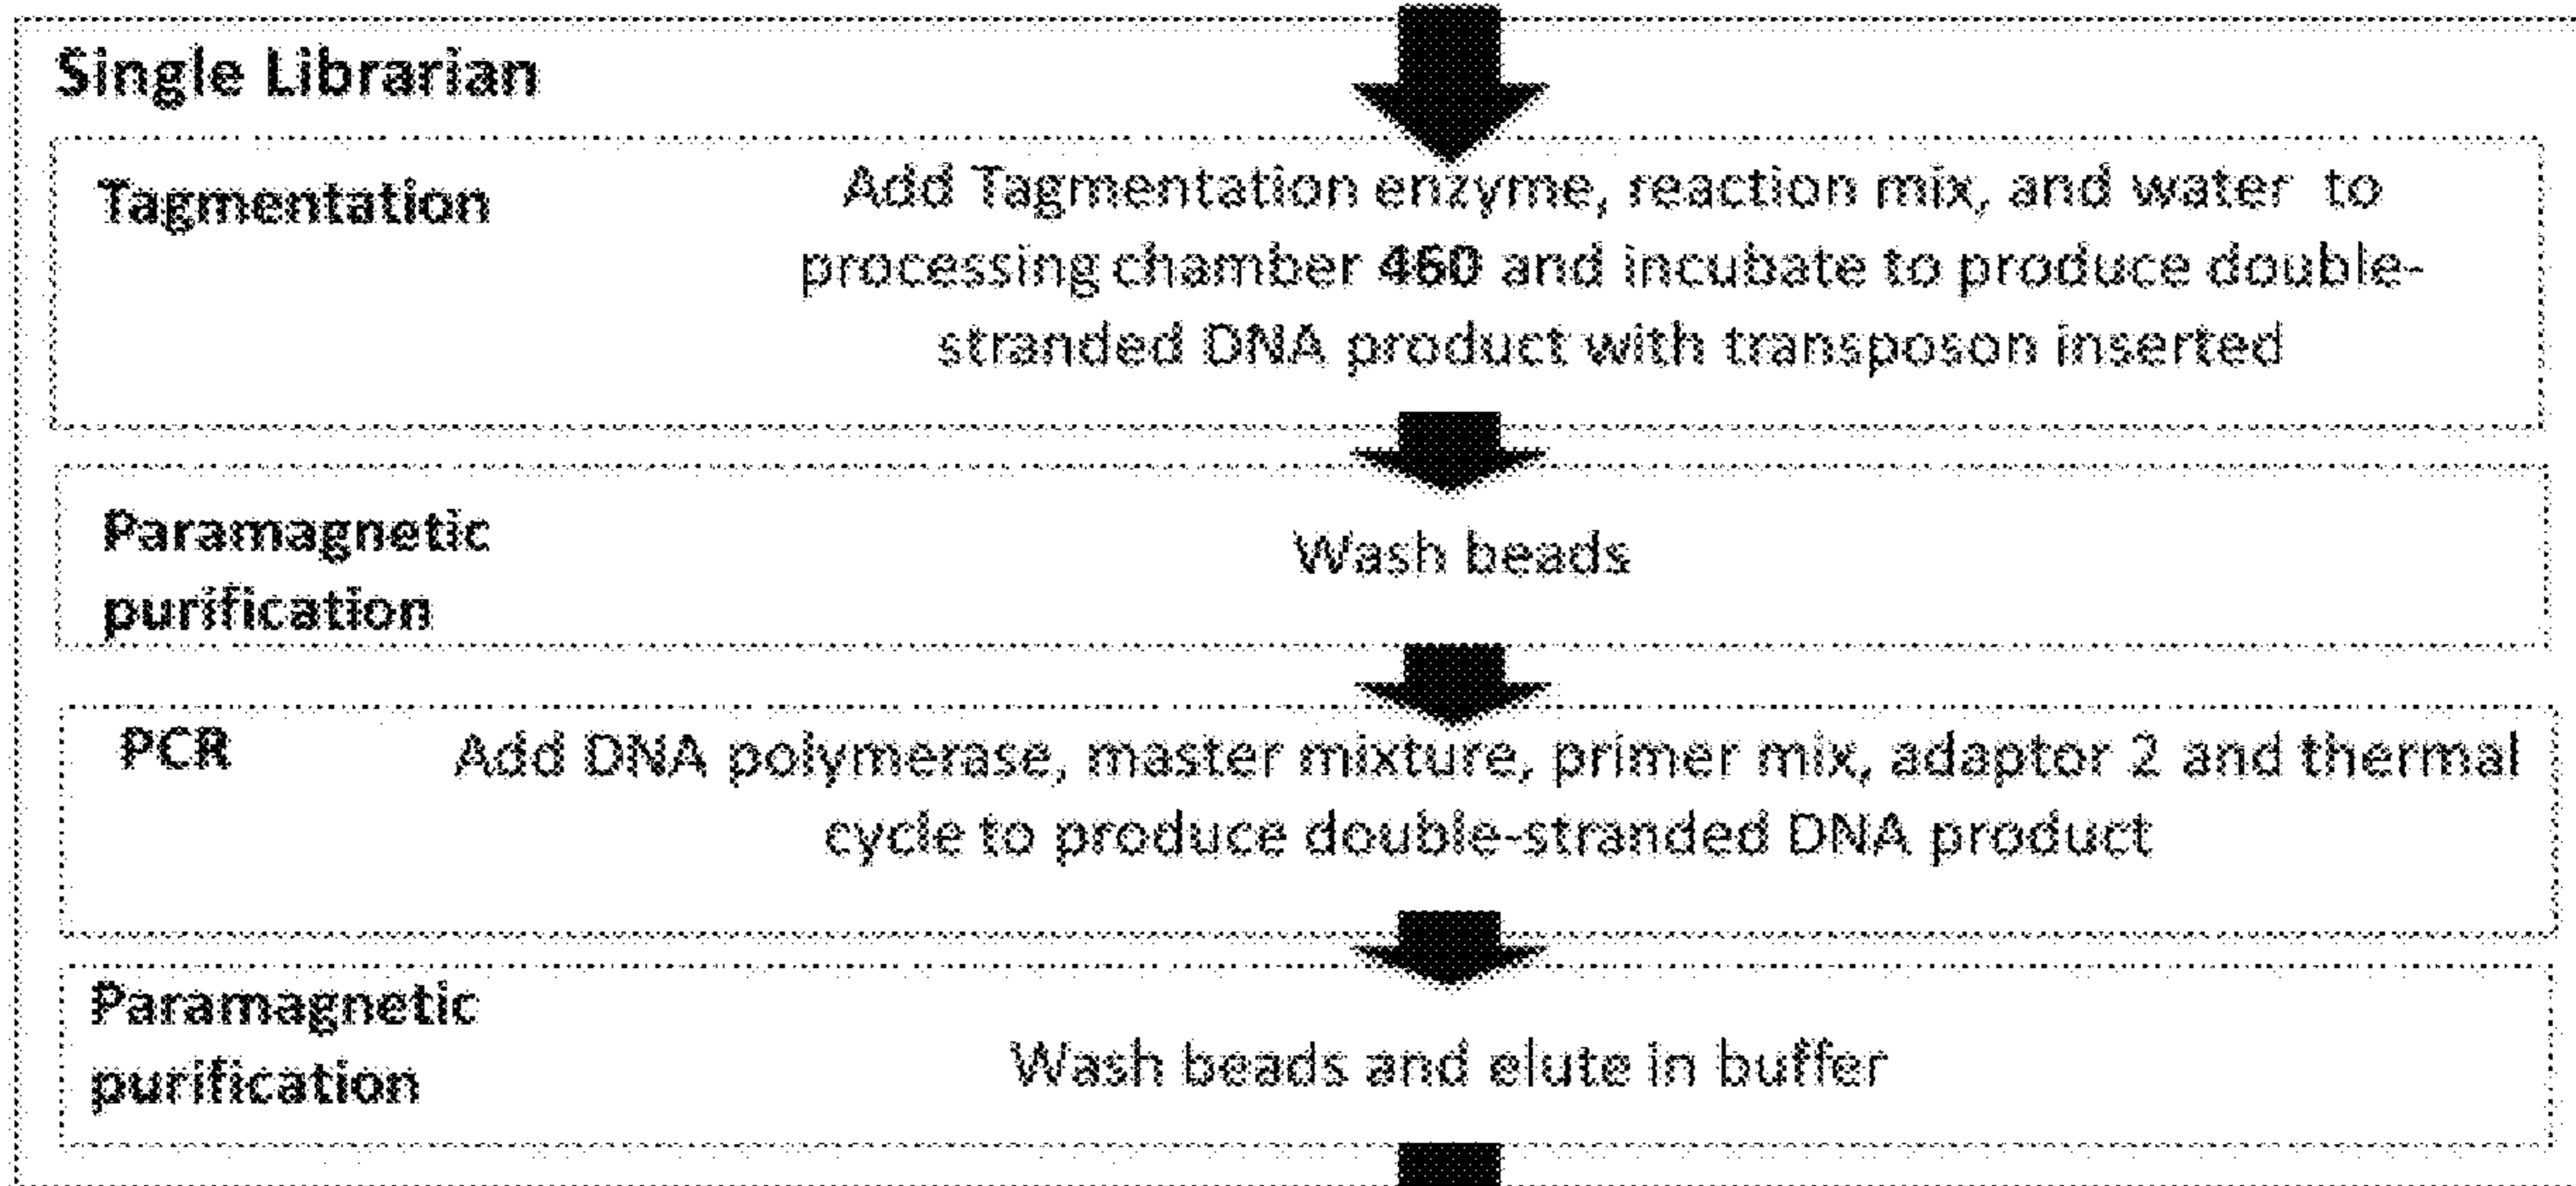 Single Librarian
Tagmentation
Add Tagmentation enzyme, reaction mix, and water to
processing chamber 460 and incubate to produce double-
stranded DNA product with transposon inserted
Paramagnetic
purification
Wash beads
PCR
Add DNA polymerase, master mixture, primer mix, adaptor 2 and thermal
cycle to produce double-stranded DNA product
Paramagnetic
purification
Wash beads and elute in buffer